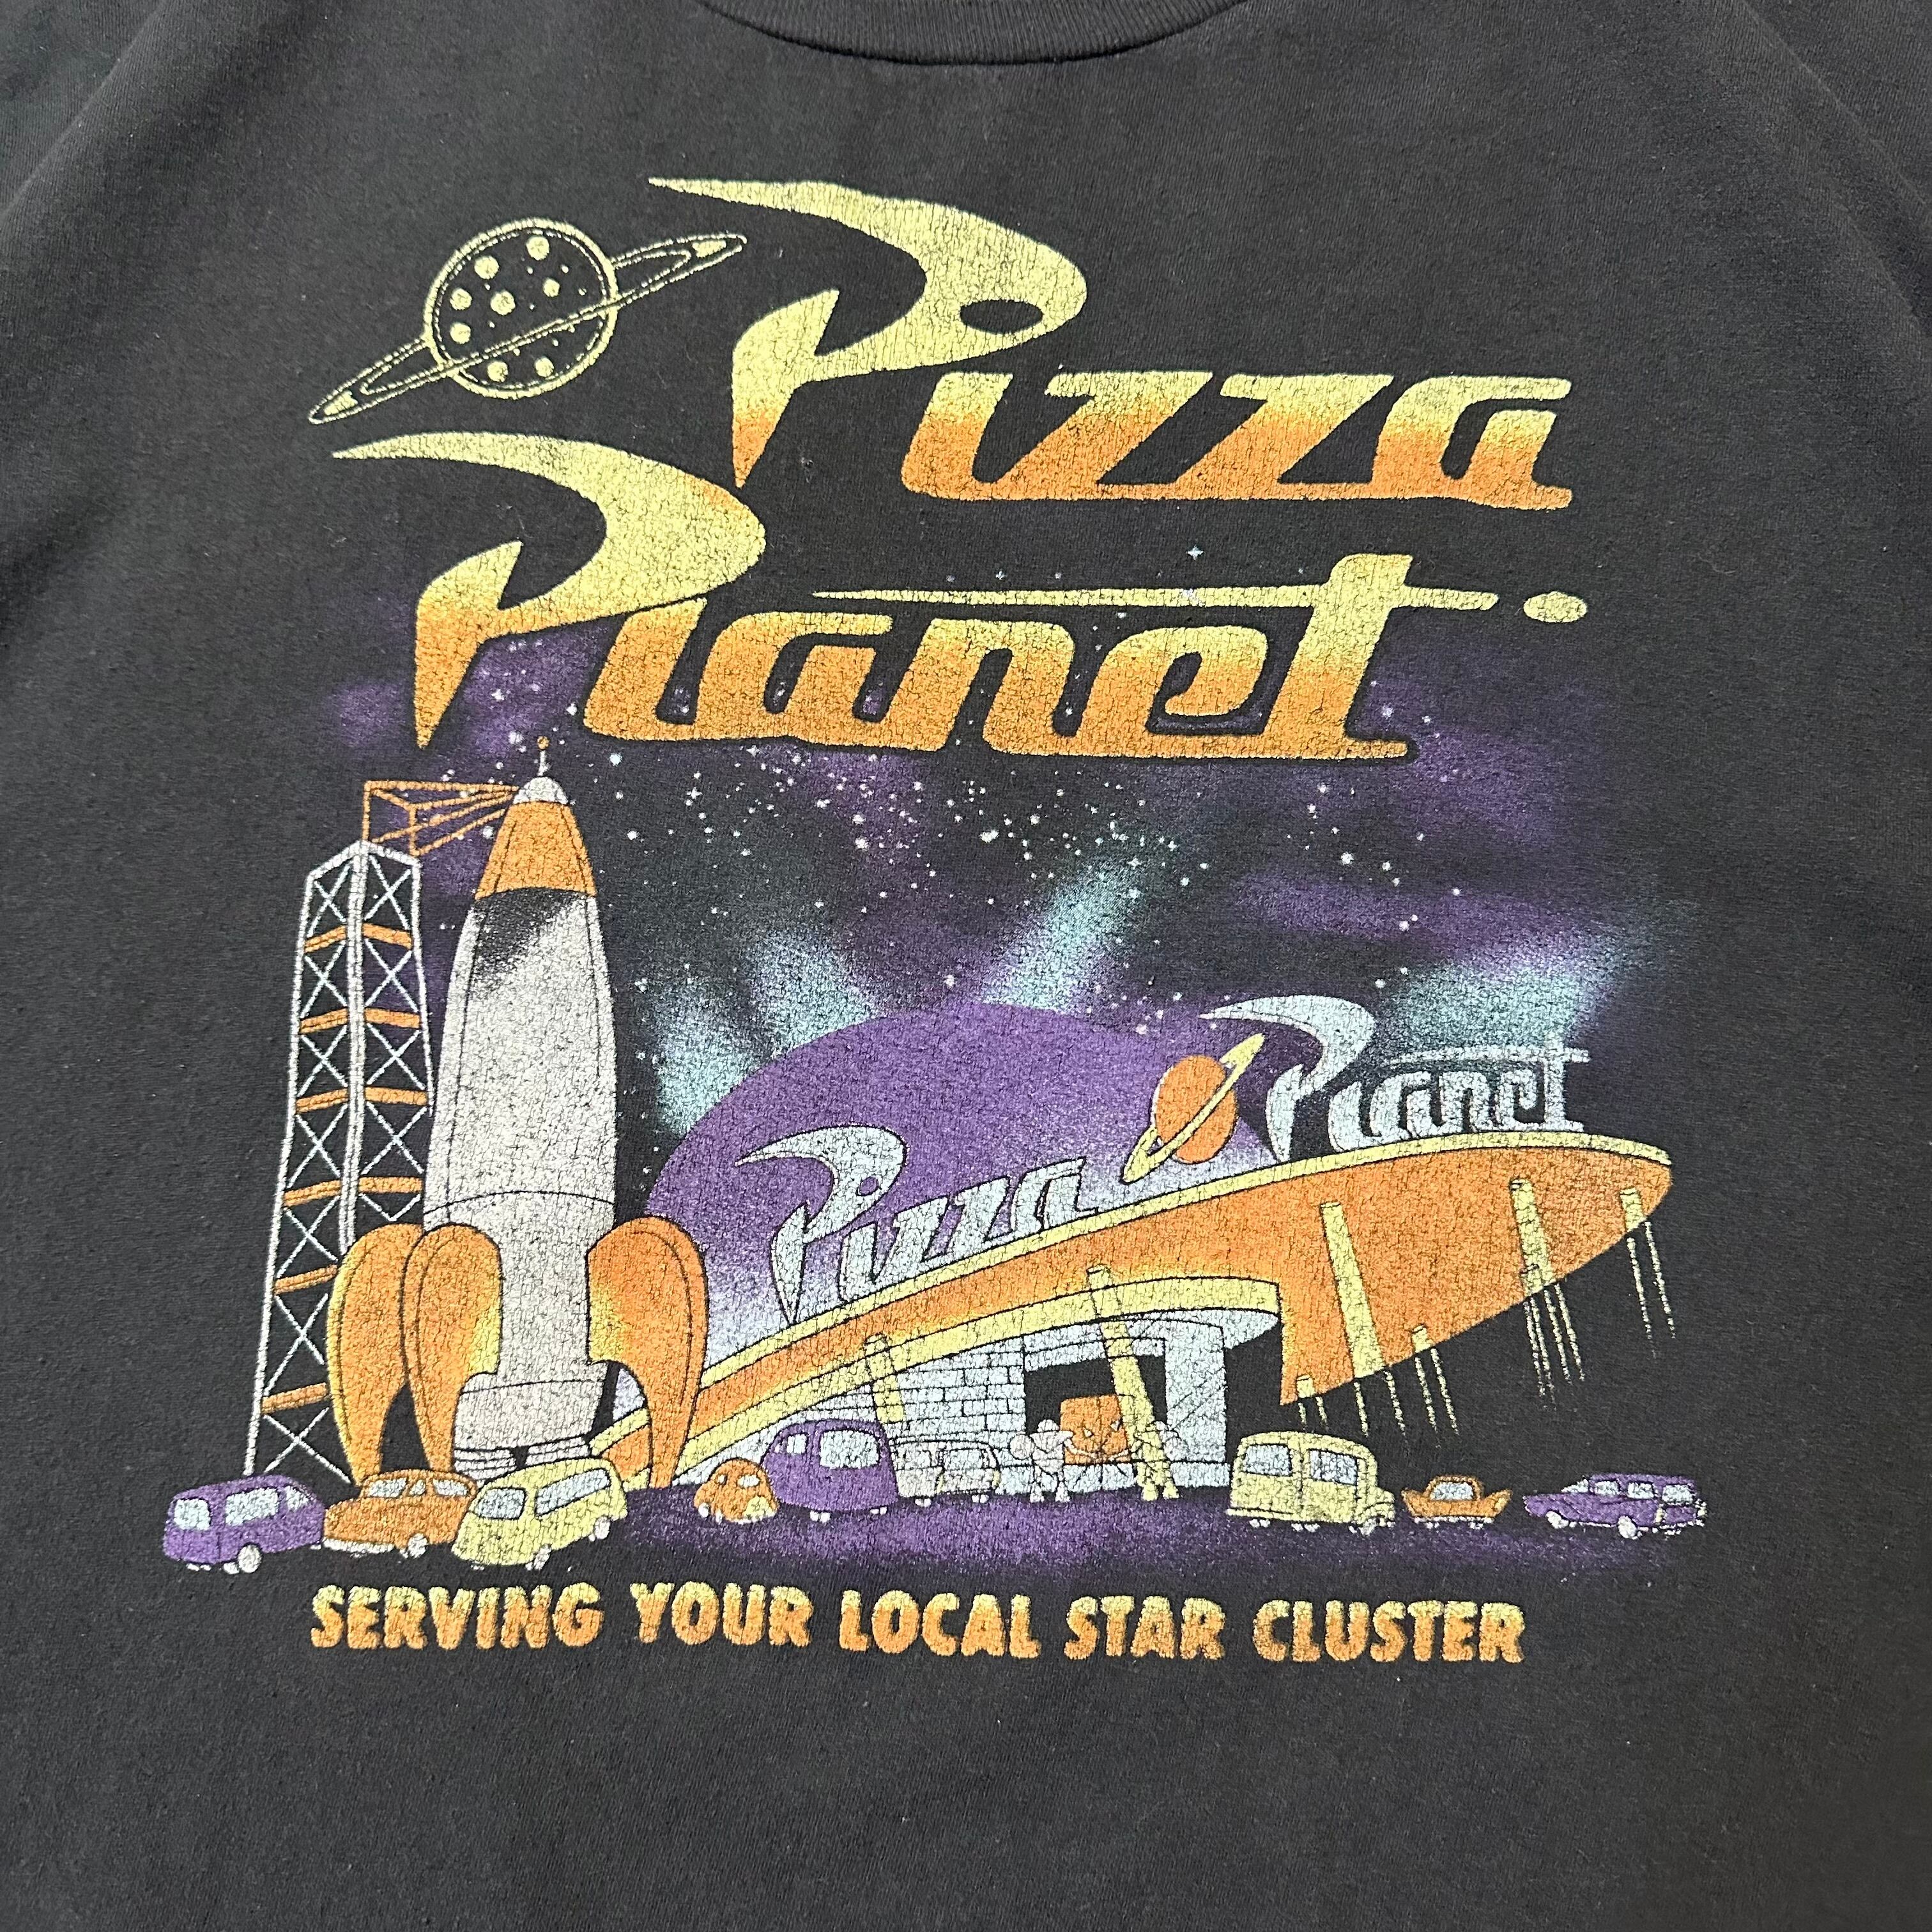 Pizza
Planet
Pizza Planet
SERVING YOUR LOCAL STAR CLUSTER